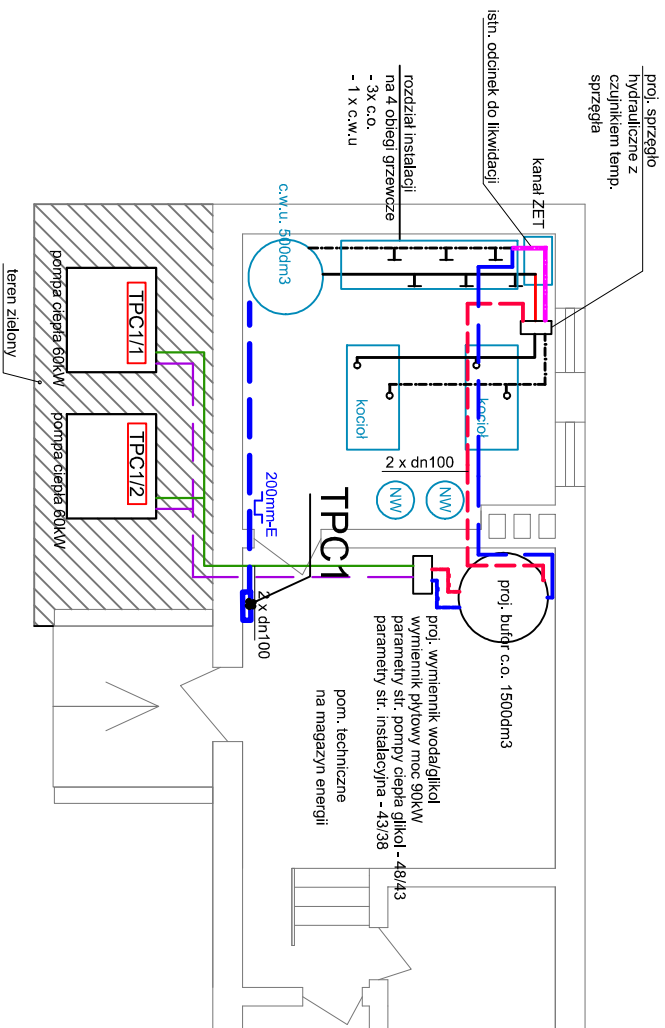 proj. sprzęgło
hydrauliczne z
czujnikiem temp.
sprzęgła
istn. odcinek do likwidacji
kanał ZET
rozdział instalacji
na 4 obiegi grzewcze
- 3x c.o.
- 1 x c.w.u
c.w.u. 500dm3
kocioł
kocioł
2 x dn100
NW
NW
200mm-E
TPC1
2 x dn100
proj. bufor c.o. 1500dm3
proj. wymiennik woda/glikol
wymiennik płytowy moc 90kW
parametry str. pompy ciepła glikol - 48/43
parametry str. instalacyjna - 43/38
pom. techniczne
na magazyn energii
TPC1/1
pompa ciepła 60kW
TPC1/2
pompa ciepła 60kW
teren zielony